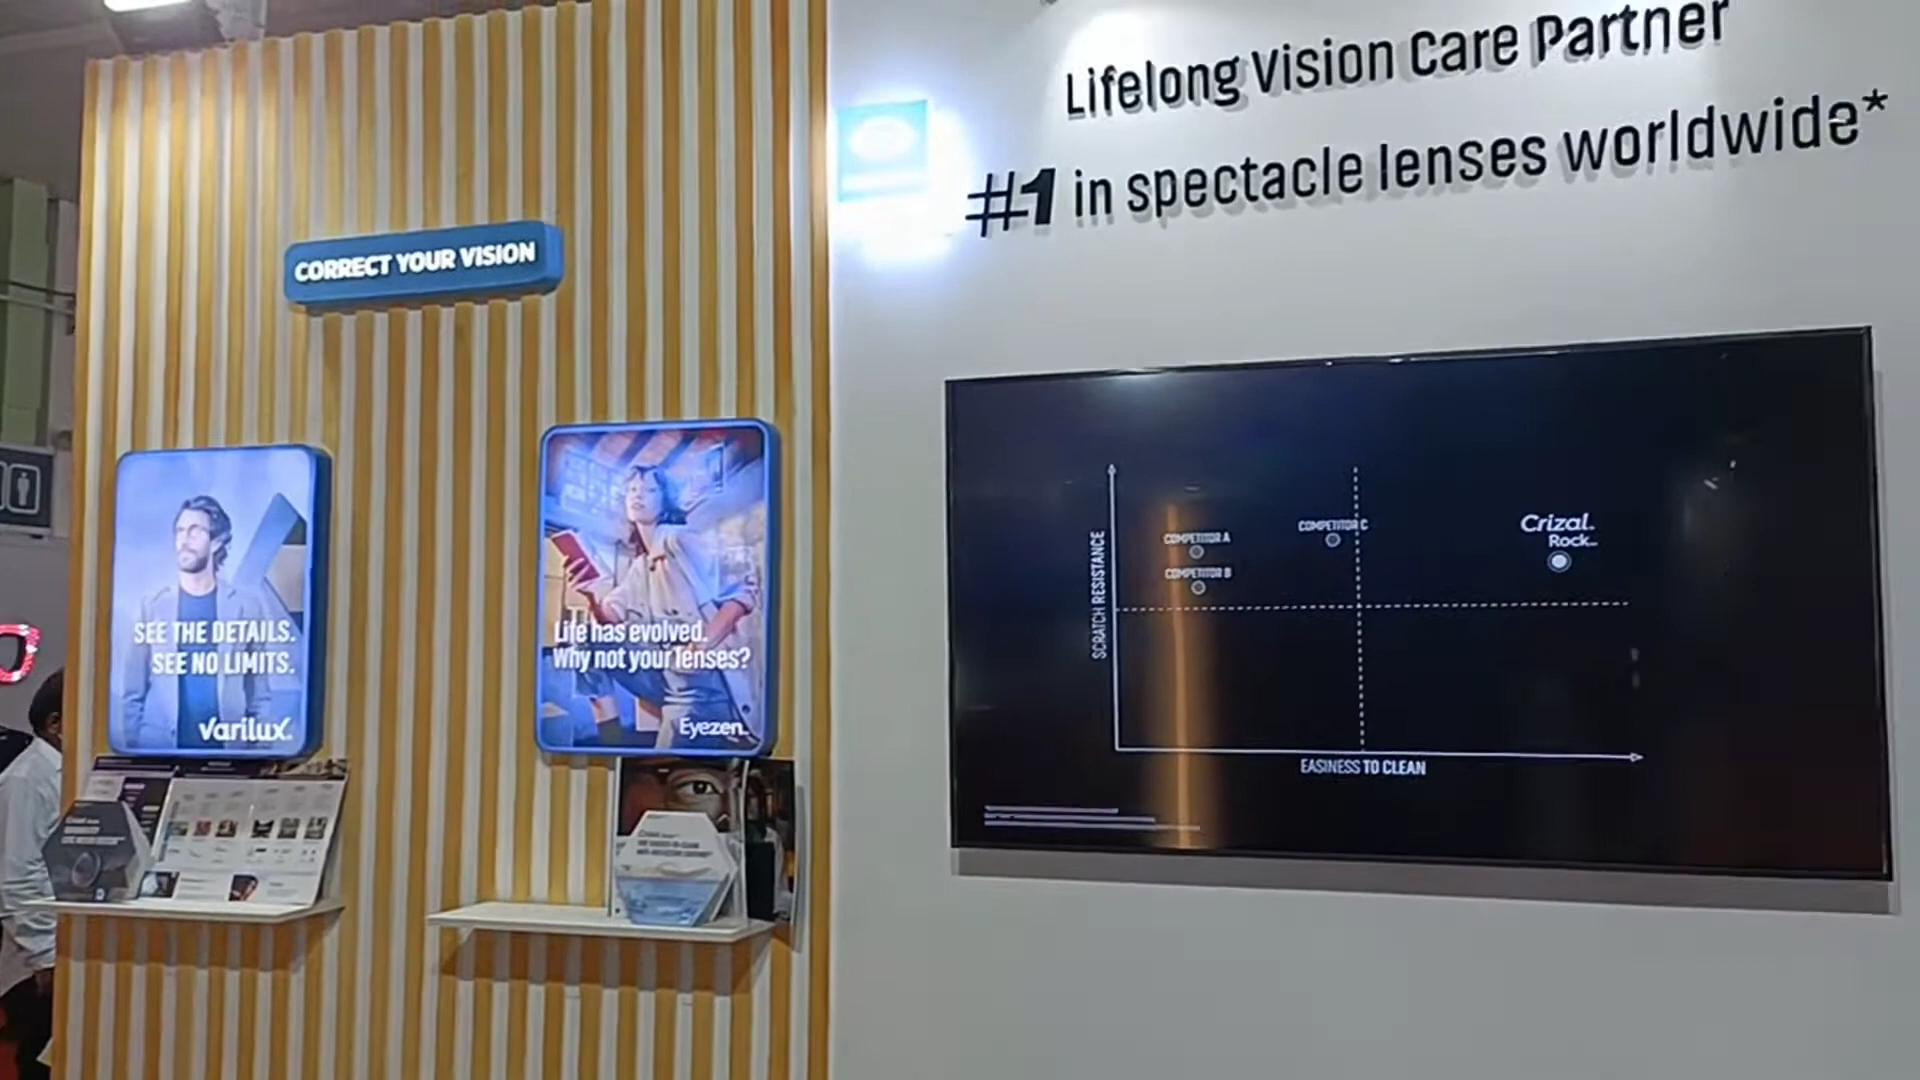 Lifelong Vision Care Partner
#1 in spectacle lenses worldwide*
CORRECT YOUR VISION
SEE THE DETAILS.
SEE NO LIMITS.
Varilux.
Life has evolved.
Why not your lenses?
Eyezen
SCRATCH RESISTANCE
COMPETITOR A
COMPETITOR B
COMPETITOR C
Crizal.
Rock
EASINESS TO CLEAN